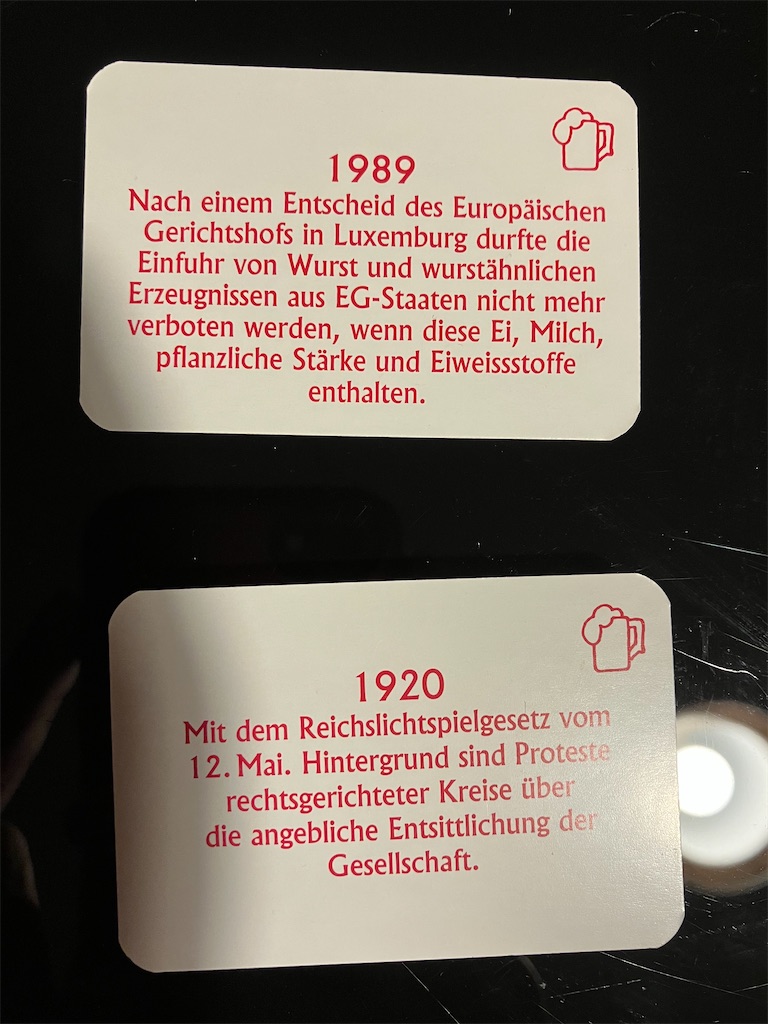 1989
Nach einem Entscheid des Europäischen
Gerichtshofs in Luxemburg durfte die
Einfuhr von Wurst und wurstähnlichen
Erzeugnissen aus EG-Staaten nicht mehr
verboten werden, wenn diese Ei, Milch,
pflanzliche Stärke und Eiweissstoffe
enthalten.
1920
Mit dem Reichslichtspielgesetz vom
12. Mai. Hintergrund sind Proteste
rechtsgerichteter Kreise über
die angebliche Entsittlichung der
Gesellschaft.